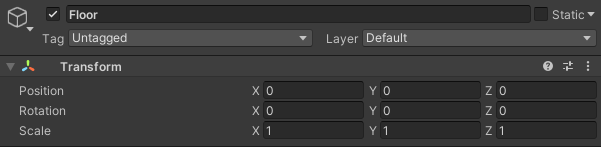 Floor Static
Tag Untagged Layer Default
Transform
Position X 0 Y 0 Z 0
Rotation X 0 Y 0 Z 0
Scale X 1 Y 1 Z 1